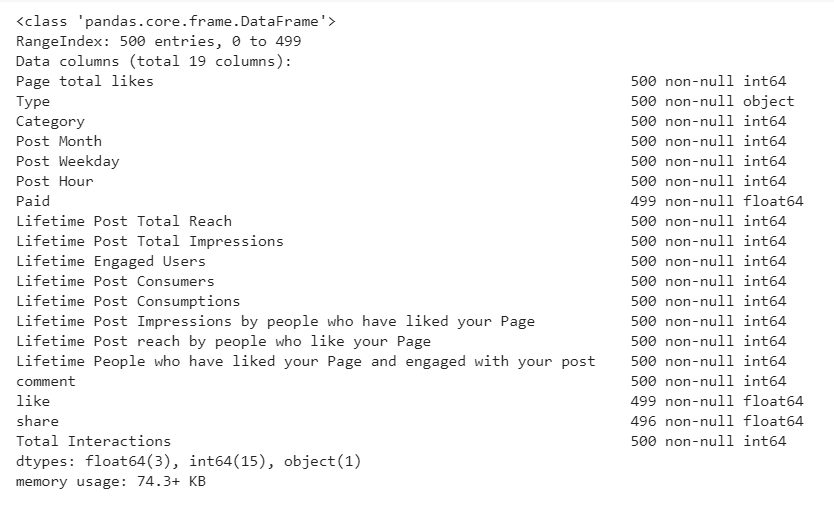 <class 'pandas.core.frame.DataFrame'>
RangeIndex: 500 entries, 0 to 499
Data columns (total 19 columns):
Page total likes                                                       500 non-null int64
Type                                                                   500 non-null object
Category                                                               500 non-null int64
Post Month                                                             500 non-null int64
Post Weekday                                                           500 non-null int64
Post Hour                                                              500 non-null int64
Paid                                                                   499 non-null float64
Lifetime Post Total Reach                                              500 non-null int64
Lifetime Post Total Impressions                                        500 non-null int64
Lifetime Engaged Users                                                 500 non-null int64
Lifetime Post Consumers                                                500 non-null int64
Lifetime Post Consumptions                                             500 non-null int64
Lifetime Post Impressions by people who have liked your Page           500 non-null int64
Lifetime Post reach by people who like your Page                       500 non-null int64
Lifetime People who have liked your Page and engaged with your post    500 non-null int64
comment                                                                500 non-null int64
like                                                                   499 non-null float64
share                                                                  496 non-null float64
Total Interactions                                                     500 non-null int64
dtypes: float64(3), int64(15), object(1)
memory usage: 74.3+ KB